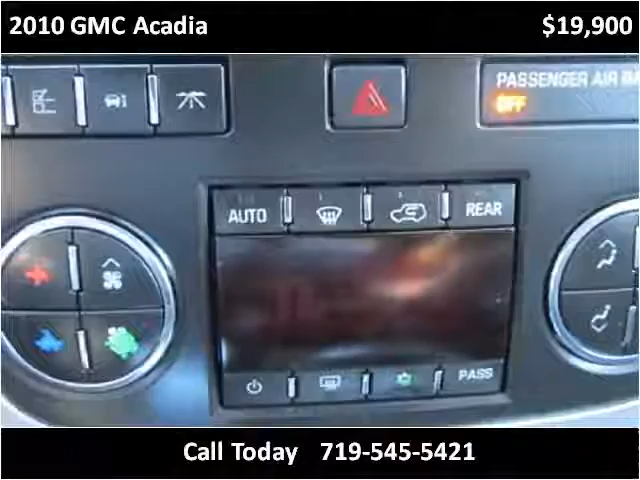 2010 GMC Acadia $19,900
PASSENGER AIR
OFF
AUTO REAR
PASS
Call Today 719-545-5421